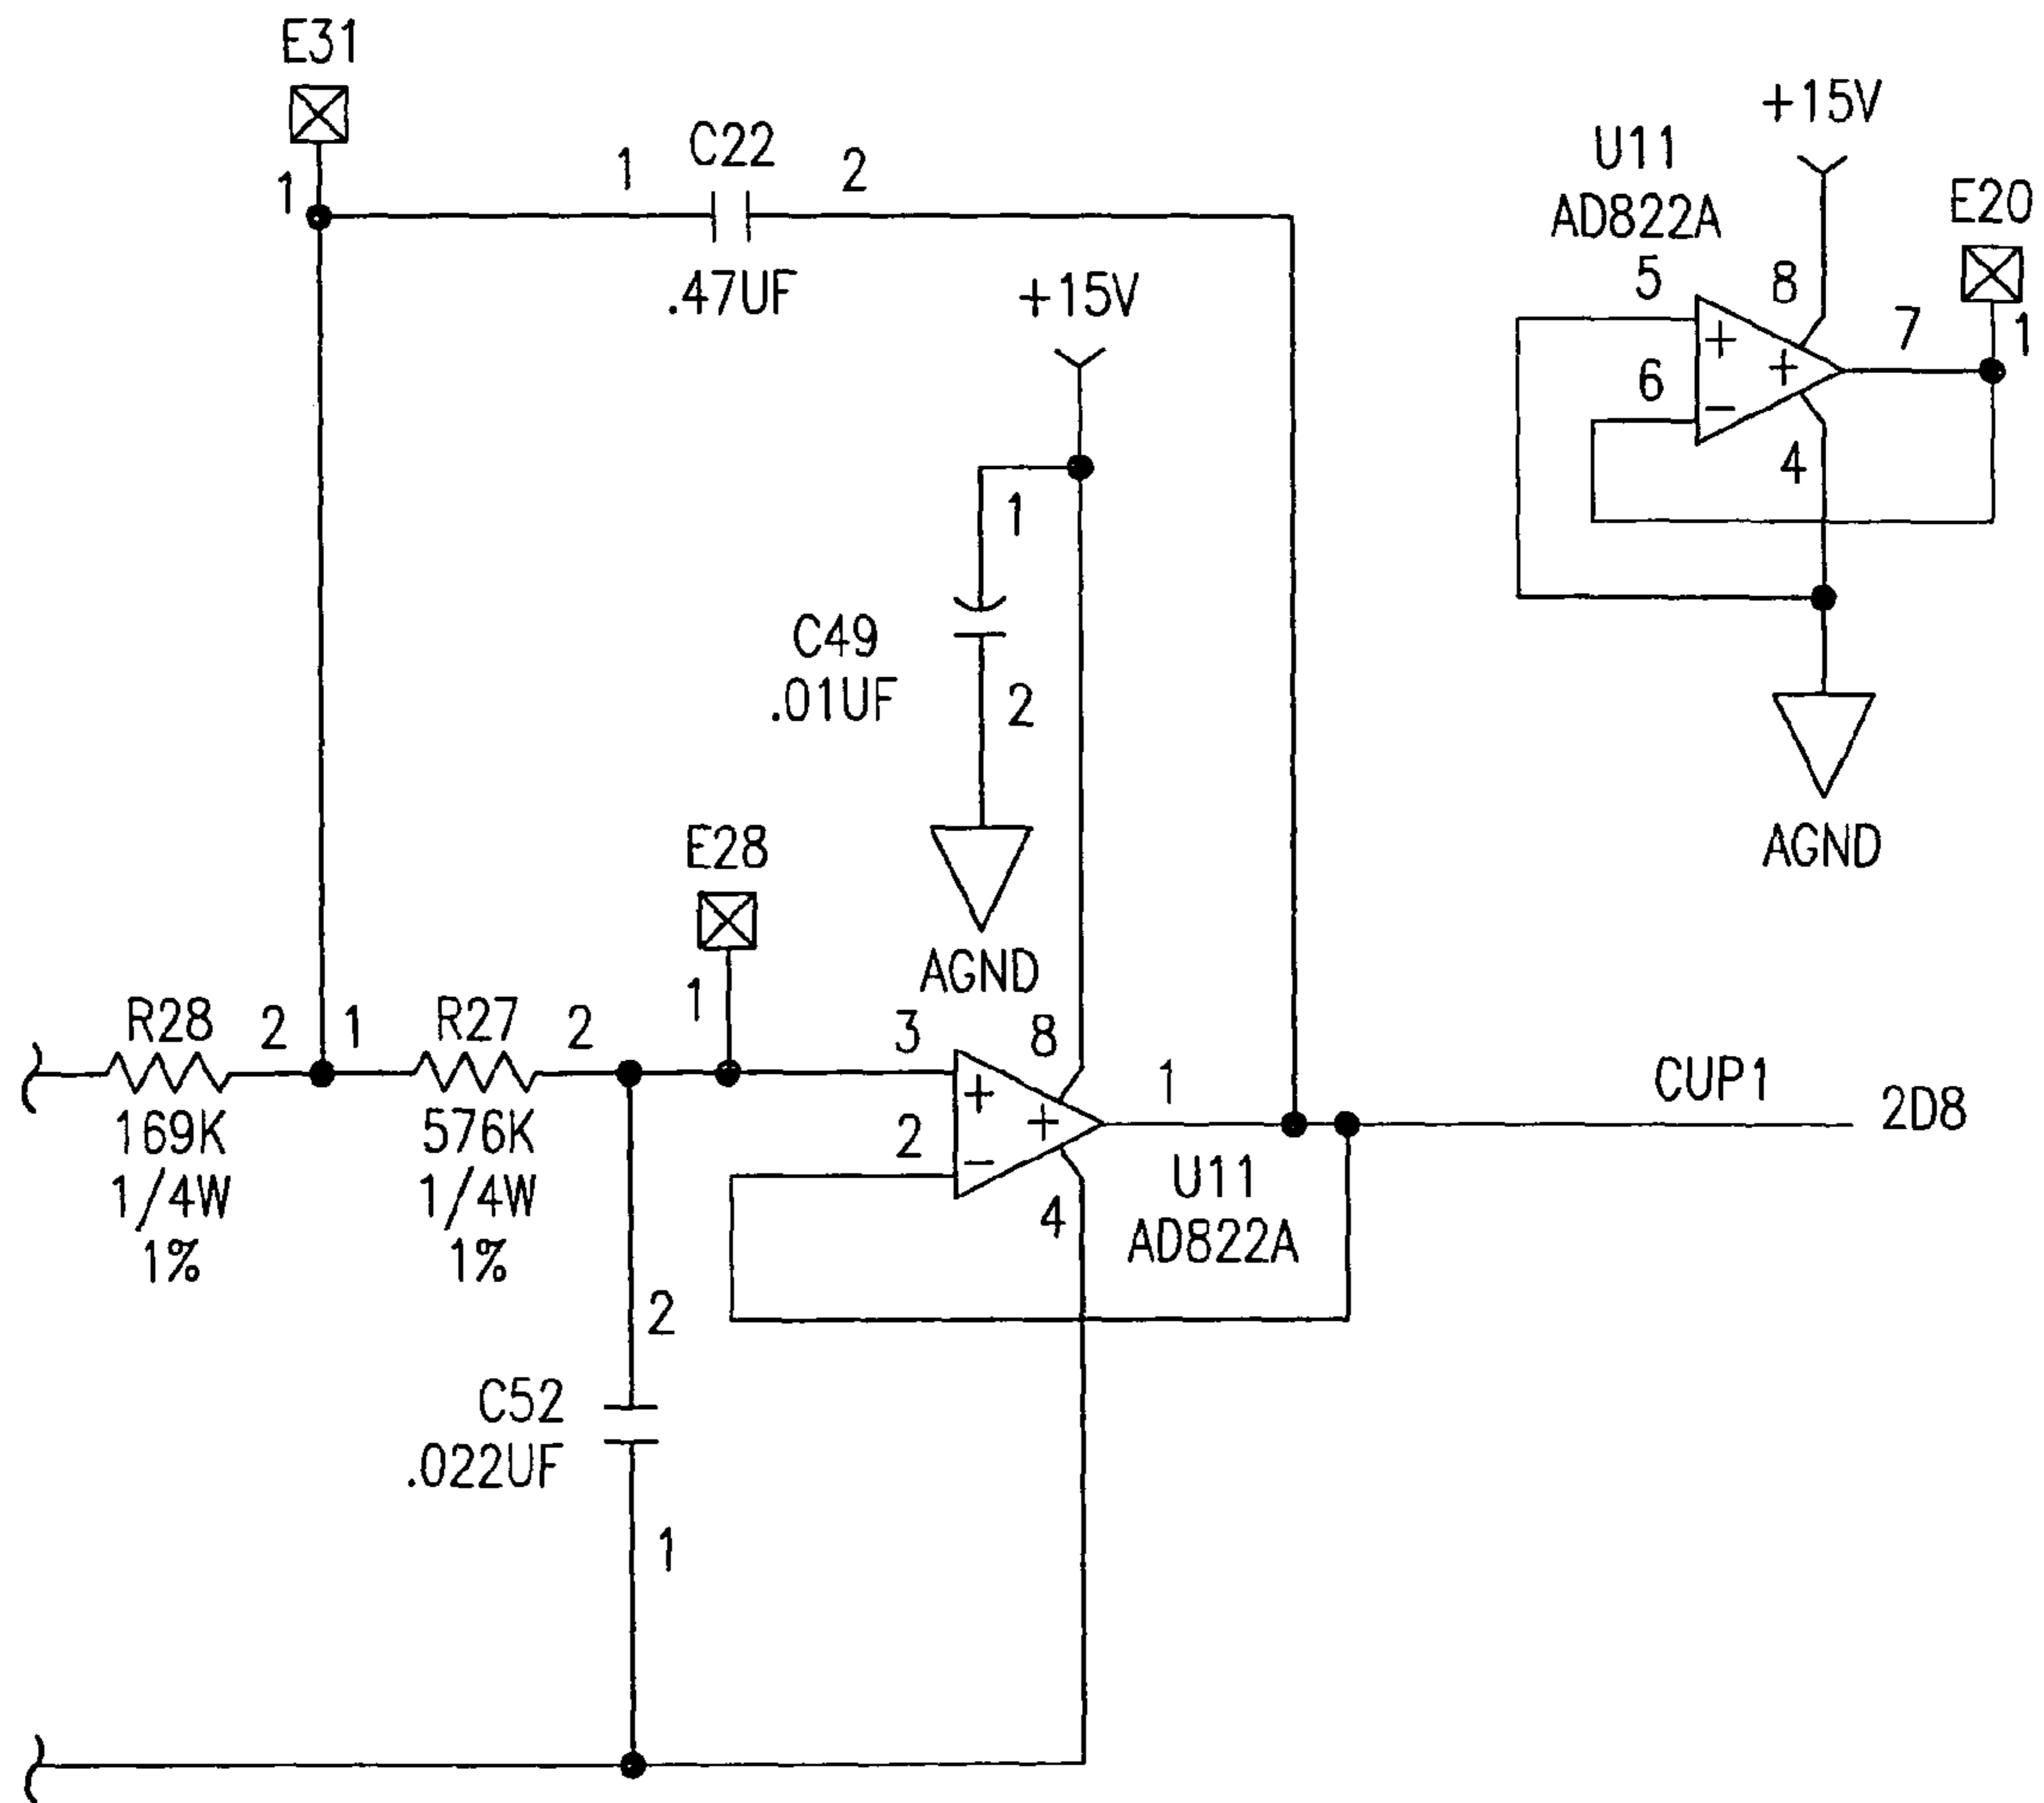 E31
1
1
C22
2
.47UF
+15V
U11
AD822A
+15V
E20
5
8
6
7
1
+
+
−
4
AGND
1
C49
.01UF
2
AGND
E28
1
R28
2
1
R27
2
169K
1/4W
1%
576K
1/4W
1%
3
8
2
+
+
−
1
4
U11
AD822A
CUP1
2D8
2
C52
.022UF
1